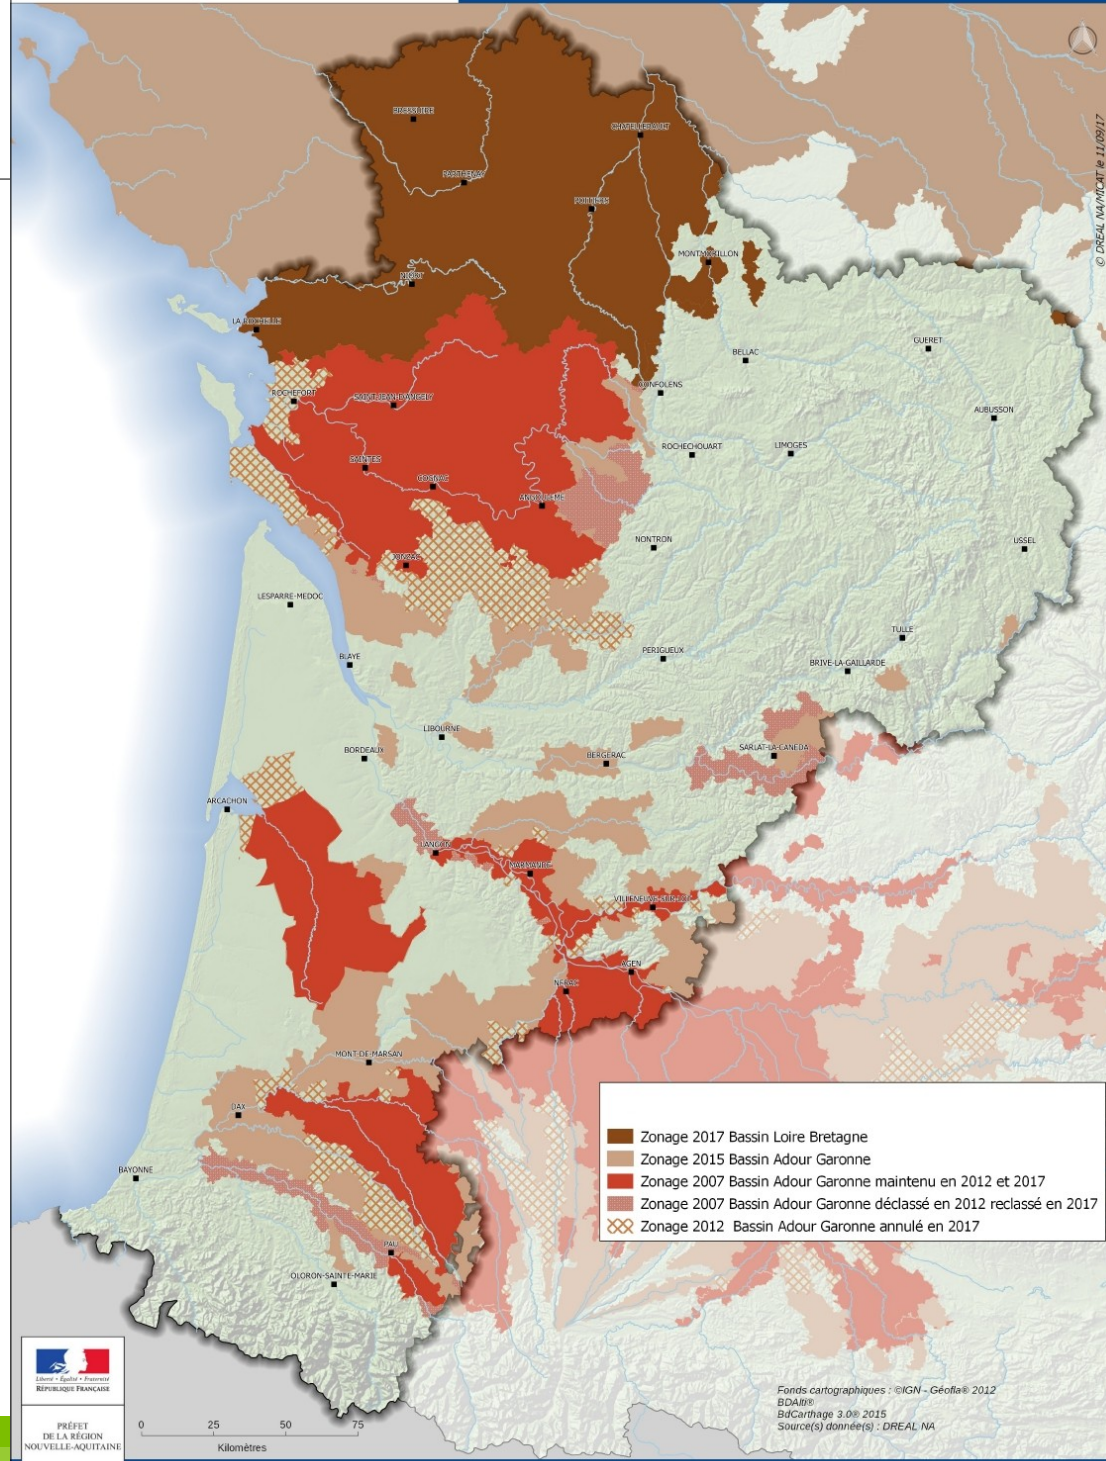 © DREAL NA/MICAT le 11/09/17
BRESSUIRE
CHATELLERAULT
PARTHENAY
POITIERS
MONTMORILLON
NIORT
LA ROCHELLE
BELLAC
GUERET
CONFOLENS
ROCHEFORT
SAINT-JEAN-D'ANGELY
AUBUSSON
ROCHECHOUART
LIMOGES
SAINTES
COGNAC
ANGOULEME
NONTRON
USSEL
JONZAC
LESPARRE-MEDOC
TULLE
BLAYE
PERIGUEUX
BRIVE-LA-GAILLARDE
LIBOURNE
BORDEAUX
BERGERAC
SARLAT-LA-CANEDA
ARCACHON
LANGON
MARMANDE
VILLENEUVE-SUR-LOT
AGEN
NERAC
MONT-DE-MARSAN
DAX
BAYONNE
PAU
OLORON-SAINTE-MARIE
Zonage 2017 Bassin Loire Bretagne
Zonage 2015 Bassin Adour Garonne
Zonage 2007 Bassin Adour Garonne maintenu en 2012 et 2017
Zonage 2007 Bassin Adour Garonne déclassé en 2012 reclassé en 2017
Zonage 2012 Bassin Adour Garonne annulé en 2017
Liberté • Égalité • Fraternité
RÉPUBLIQUE FRANÇAISE
PRÉFET
DE LA RÉGION
NOUVELLE-AQUITAINE
0 25 50 75
Kilomètres
Fonds cartographiques : ©IGN - Géofla® 2012
BDAlti®
BdCarthage 3.0® 2015
Source(s) donnée(s) : DREAL NA